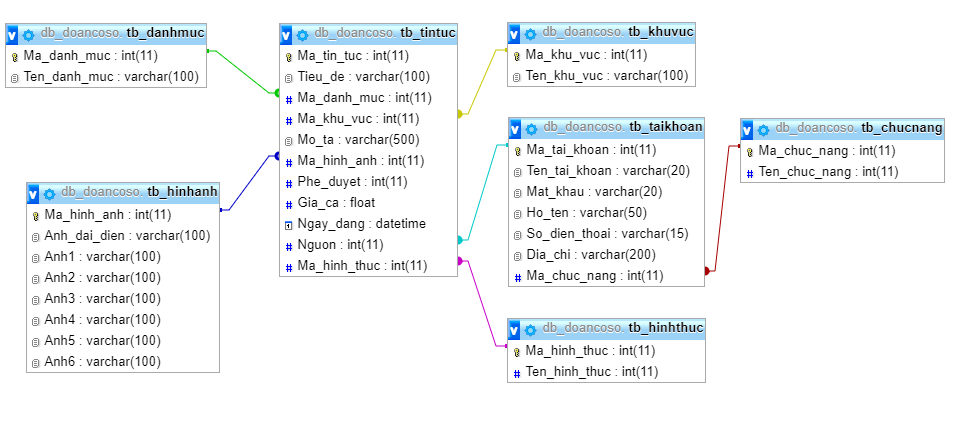 db_doancoso. tb_danhmuc
Ma_danh_muc : int(11)
Ten_danh_muc : varchar(100)
db_doancoso. tb_hinhanh
Ma_hinh_anh : int(11)
Anh_dai_dien : varchar(100)
Anh1 : varchar(100)
Anh2 : varchar(100)
Anh3 : varchar(100)
Anh4 : varchar(100)
Anh5 : varchar(100)
Anh6 : varchar(100)
db_doancoso. tb_tintuc
Ma_tin_tuc : int(11)
Tieu_de : varchar(100)
Ma_danh_muc : int(11)
Ma_khu_vuc : int(11)
Mo_ta : varchar(500)
Ma_hinh_anh : int(11)
Phe_duyet : int(11)
Gia_ca : float
Ngay_dang : datetime
Nguon : int(11)
Ma_hinh_thuc : int(11)
db_doancoso. tb_khuvuc
Ma_khu_vuc : int(11)
Ten_khu_vuc : varchar(100)
db_doancoso. tb_taikhoan
Ma_tai_khoan : int(11)
Ten_tai_khoan : varchar(20)
Mat_khau : varchar(20)
Ho_ten : varchar(50)
So_dien_thoai : varchar(15)
Dia_chi : varchar(200)
Ma_chuc_nang : int(11)
db_doancoso. tb_hinhthuc
Ma_hinh_thuc : int(11)
Ten_hinh_thuc : int(11)
db_doancoso. tb_chucnang
Ma_chuc_nang : int(11)
Ten_chuc_nang : int(11)